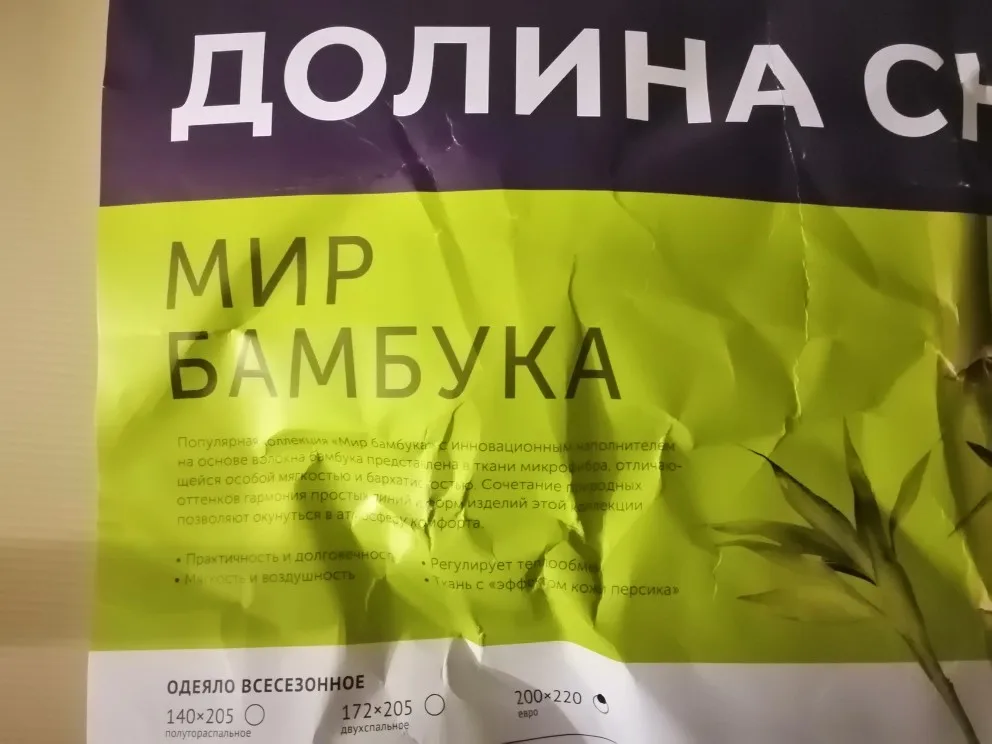 ДОЛИНА СН
МИР
БАМБУКА
Популярная коллекция «Мир бамбука» с инновационным наполнителем
на основе волокна бамбука представлена в ткани микрофибра, отличаю-
щейся особой мягкостью и бархатистостью. Сочетание природных
оттенков гармония простых линий и форм изделий этой коллекции
позволяют окунуться в атмосферу комфорта.
• Практичность и долговечность
• Мягкость и воздушность
• Регулирует теплообмен
• Ткань с «эффектом кожи персика»
ОДЕЯЛО ВСЕСЕЗОННОЕ
140×205 172×205 200×220
полутораспальное двухспальное евро